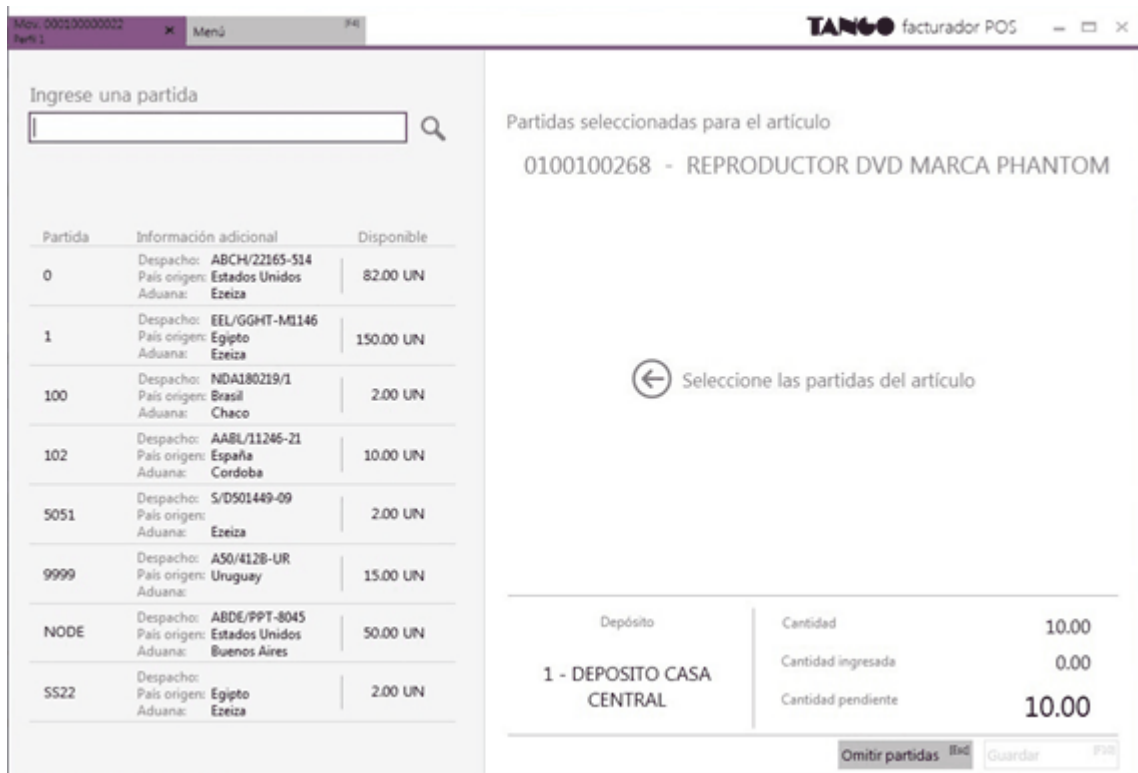 Mov. 000100000022
Perfil 1
Menú [F4]
TANGO facturador POS
Ingrese una partida
Partidas seleccionadas para el artículo
0100100268 - REPRODUCTOR DVD MARCA PHANTOM
Partida Información adicional Disponible
0 Despacho: ABCH/22165-514
País origen: Estados Unidos 82.00 UN
Aduana: Ezeiza
1 Despacho: EEL/GGHT-M1146
País origen: Egipto 150.00 UN
Aduana: Ezeiza
100 Despacho: NDA180219/1
País origen: Brasil 2.00 UN
Aduana: Chaco
102 Despacho: AABL/11246-21
País origen: España 10.00 UN
Aduana: Cordoba
5051 Despacho: S/D501449-09
País origen: 2.00 UN
Aduana: Ezeiza
9999 Despacho: A50/412B-UR
País origen: Uruguay 15.00 UN
Aduana:
NODE Despacho: ABDE/PPT-8045
País origen: Estados Unidos 50.00 UN
Aduana: Buenos Aires
SS22 Despacho:
País origen: Egipto 2.00 UN
Aduana: Ezeiza
Seleccione las partidas del artículo
Depósito
1 - DEPOSITO CASA
CENTRAL
Cantidad 10.00
Cantidad ingresada 0.00
Cantidad pendiente 10.00
Omitir partidas [Esc]
Guardar [F10]